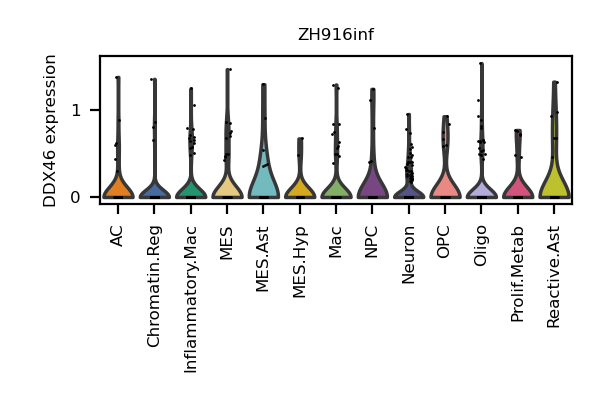 ZH916inf
DDX46 expression
1
0
AC
Chromatin.Reg
Inflammatory.Mac
MES
MES.Ast
MES.Hyp
Mac
NPC
Neuron
OPC
Oligo
Prolif.Metab
Reactive.Ast